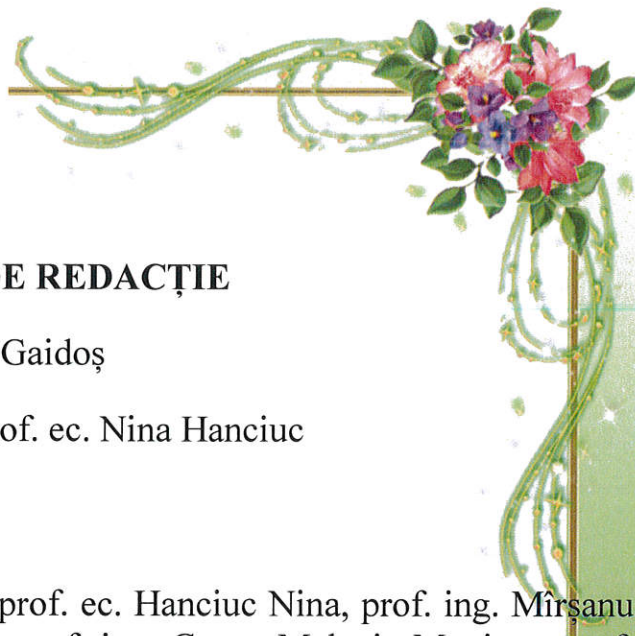 E REDACȚIE
Gaidoș
of. ec. Nina Hanciuc
prof. ec. Hanciuc Nina, prof. ing. Mîrșanu